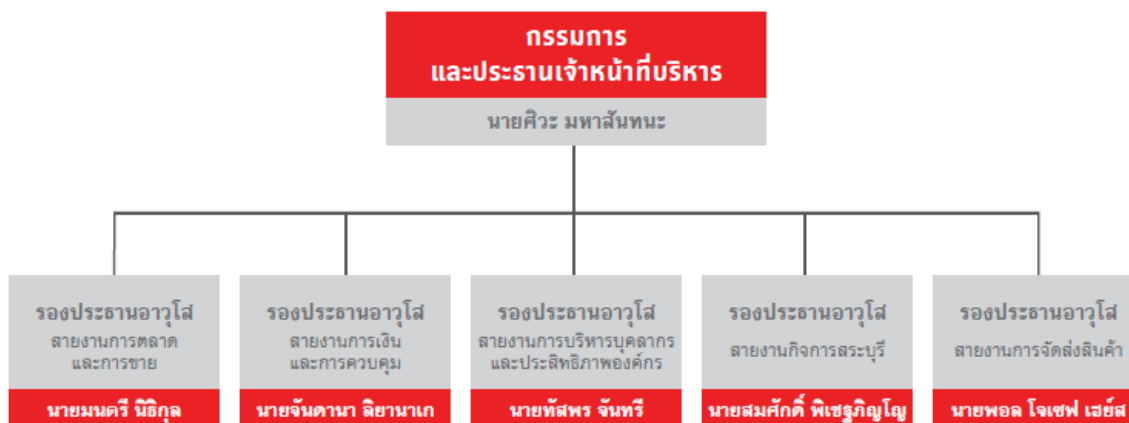 กรรมการ
และประธานเจ้าหน้าที่บริหาร
นายศิวะ มหาสันทนะ
รองประธานอาวุโส
สายงานการตลาด
และการขาย
นายมนตรี นิธิกุล
รองประธานอาวุโส
สายงานการเงิน
และการควบคุม
นายจันดานา ลิยานาเก
รองประธานอาวุโส
สายงานการบริหารบุคลากร
และประสิทธิภาพองค์กร
นายทัสพร จันทรี
รองประธานอาวุโส
สายงานกิจการสระบุรี
นายสมศักดิ์ พิเชฐภิญโญ
รองประธานอาวุโส
สายงานการจัดส่งสินค้า
นายพอล โจเซฟ เฮย์ส